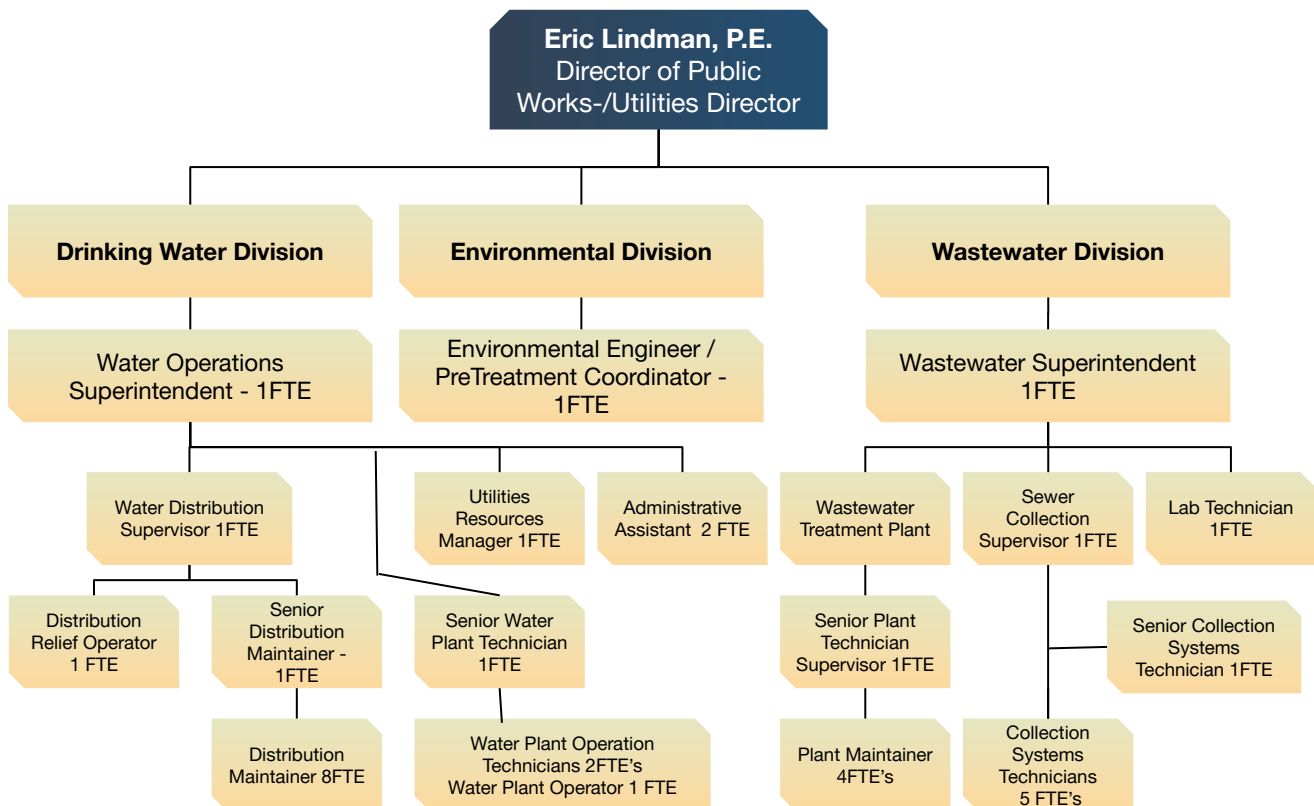 Eric Lindman, P.E.
Director of Public
Works-/Utilities Director
Drinking Water Division
Environmental Division
Wastewater Division
Water Operations
Superintendent - 1FTE
Environmental Engineer /
PreTreatment Coordinator -
1FTE
Wastewater Superintendent
1FTE
Water Distribution
Supervisor 1FTE
Utilities
Resources
Manager 1FTE
Administrative
Assistant 2 FTE
Wastewater
Treatment Plant
Sewer
Collection
Supervisor 1FTE
Lab Technician
1FTE
Distribution
Relief Operator
1 FTE
Senior
Distribution
Maintainer -
1FTE
Senior Water
Plant Technician
1FTE
Senior Plant
Technician
Supervisor 1FTE
Senior Collection
Systems
Technician 1FTE
Distribution
Maintainer 8FTE
Water Plant Operation
Technicians 2FTE's
Water Plant Operator 1 FTE
Plant Maintainer
4FTE's
Collection
Systems
Technicians
5 FTE's